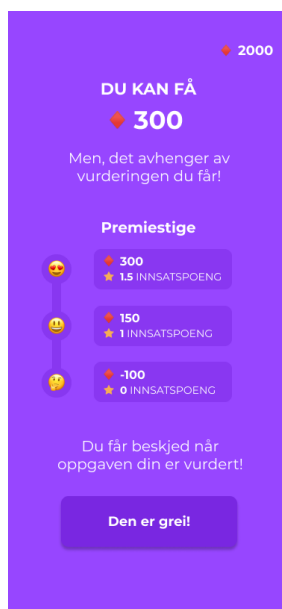 2000
DU KAN FÅ
300
Men, det avhenger av
vurderingen du får!
Premiestige
300
1.5 INNSATSPOENG
150
1 INNSATSPOENG
-100
0 INNSATSPOENG
Du får beskjed når
oppgaven din er vurdert!
Den er grei!